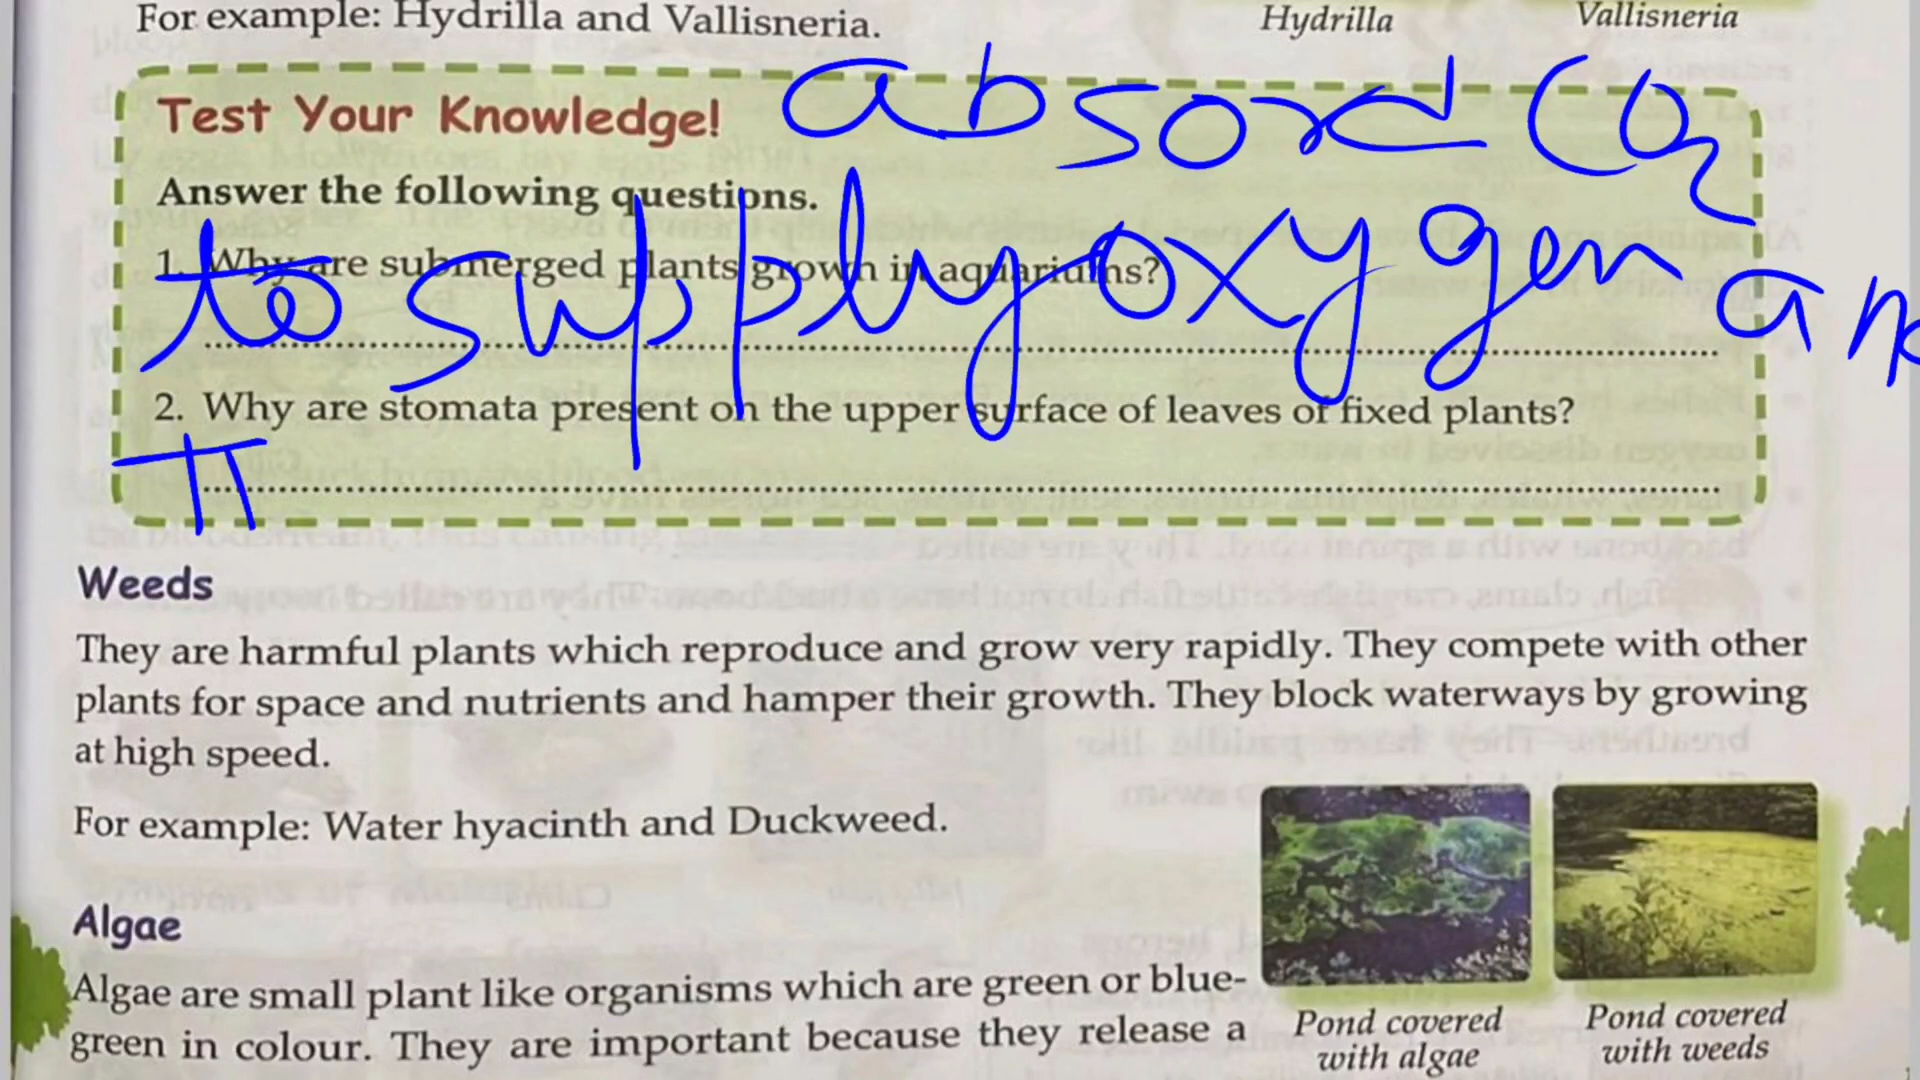 For example: Hydrilla and Vallisneria.
Hydrilla
Vallisneria
Test Your Knowledge!
absord CO2
Answer the following questions.
1. Why are submerged plants grown in aquariums?
to supply oxygen an
2. Why are stomata present on the upper surface of leaves of fixed plants?
Weeds
They are harmful plants which reproduce and grow very rapidly. They compete with other
plants for space and nutrients and hamper their growth. They block waterways by growing
at high speed.
For example: Water hyacinth and Duckweed.
Algae
Algae are small plant like organisms which are green or blue-
green in colour. They are important because they release a
Pond covered
with algae
Pond covered
with weeds